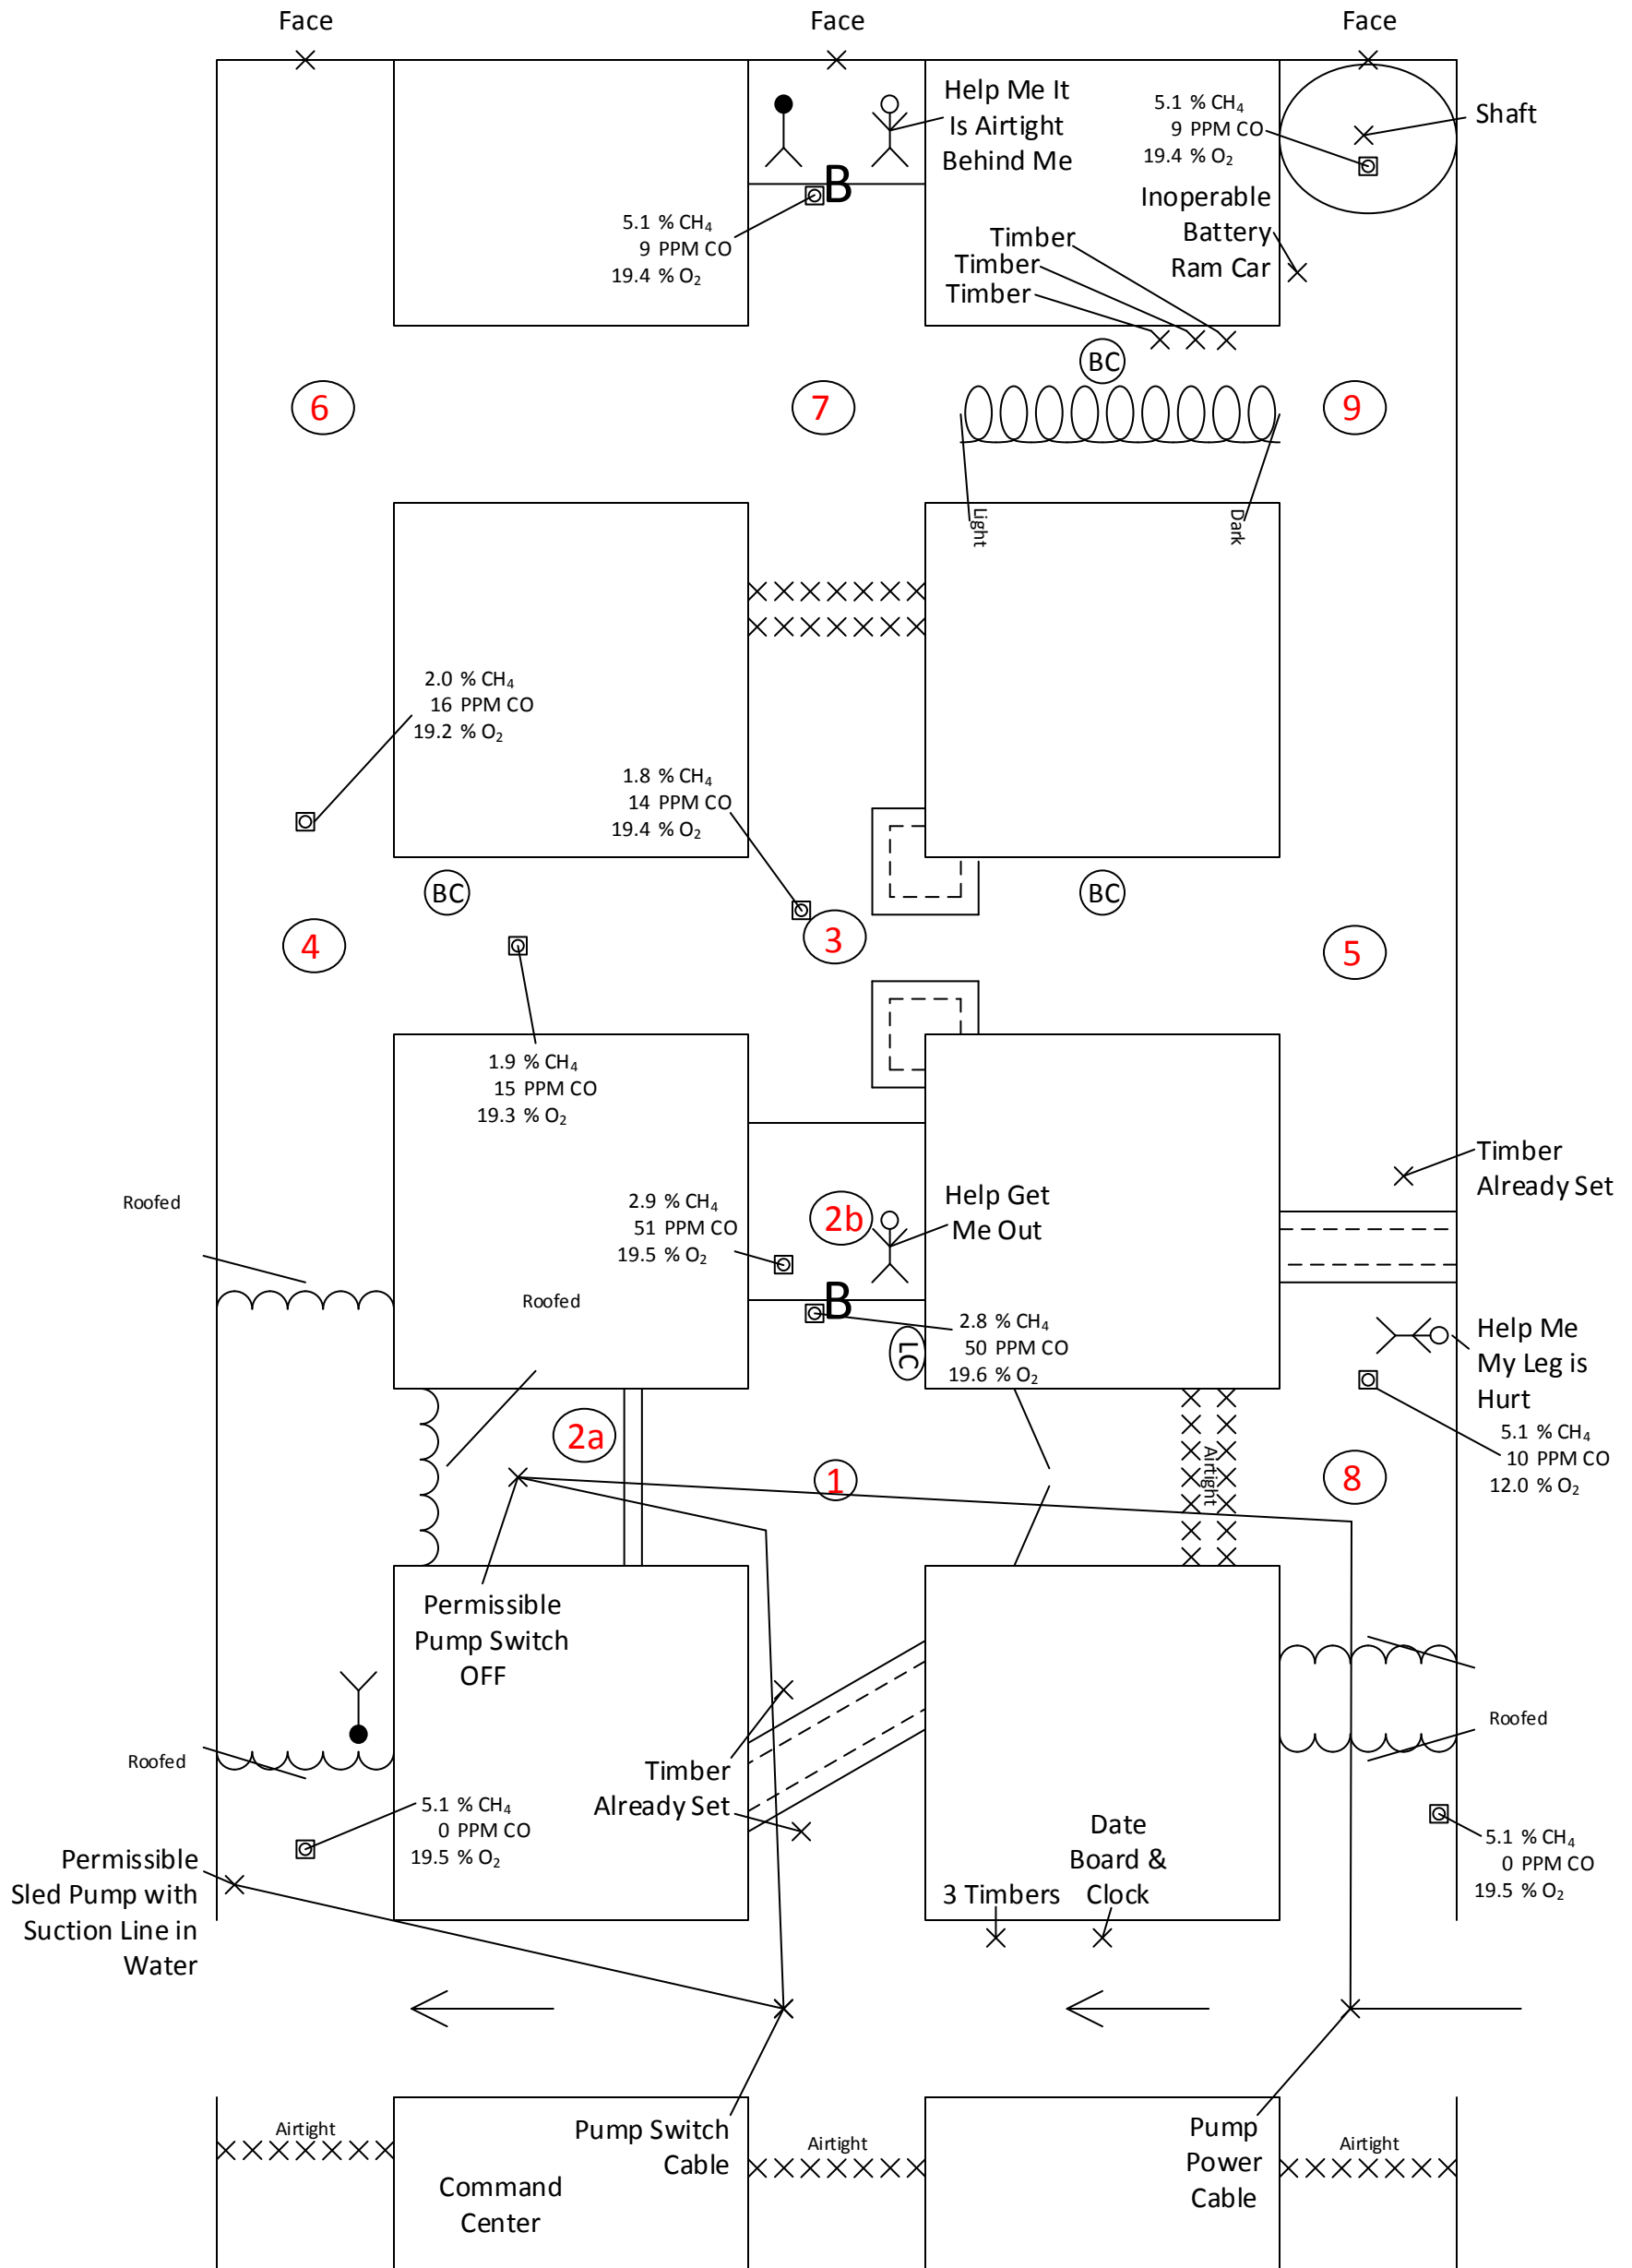 Face
Face
Face
Help Me It
Is Airtight
Behind Me
5.1 % CH₄
9 PPM CO
19.4 % O₂
Shaft
B
5.1 % CH₄
9 PPM CO
19.4 % O₂
Inoperable
Battery
Ram Car
Timber
Timber
Timber
BC
6
7
9
Light
Dark
2.0 % CH₄
16 PPM CO
19.2 % O₂
1.8 % CH₄
14 PPM CO
19.4 % O₂
BC
BC
4
3
5
1.9 % CH₄
15 PPM CO
19.3 % O₂
Timber
Already Set
Roofed
2.9 % CH₄
51 PPM CO
19.5 % O₂
2b
Help Get
Me Out
Roofed
B
2.8 % CH₄
50 PPM CO
19.6 % O₂
LC
Help Me
My Leg is
Hurt
5.1 % CH₄
10 PPM CO
12.0 % O₂
2a
1
Airtight
8
Permissible
Pump Switch
OFF
Roofed
Roofed
Timber
Already Set
5.1 % CH₄
0 PPM CO
19.5 % O₂
Date
Board &
Clock
3 Timbers
5.1 % CH₄
0 PPM CO
19.5 % O₂
Permissible
Sled Pump with
Suction Line in
Water
Airtight
Pump Switch
Cable
Airtight
Pump
Power
Cable
Airtight
Command
Center